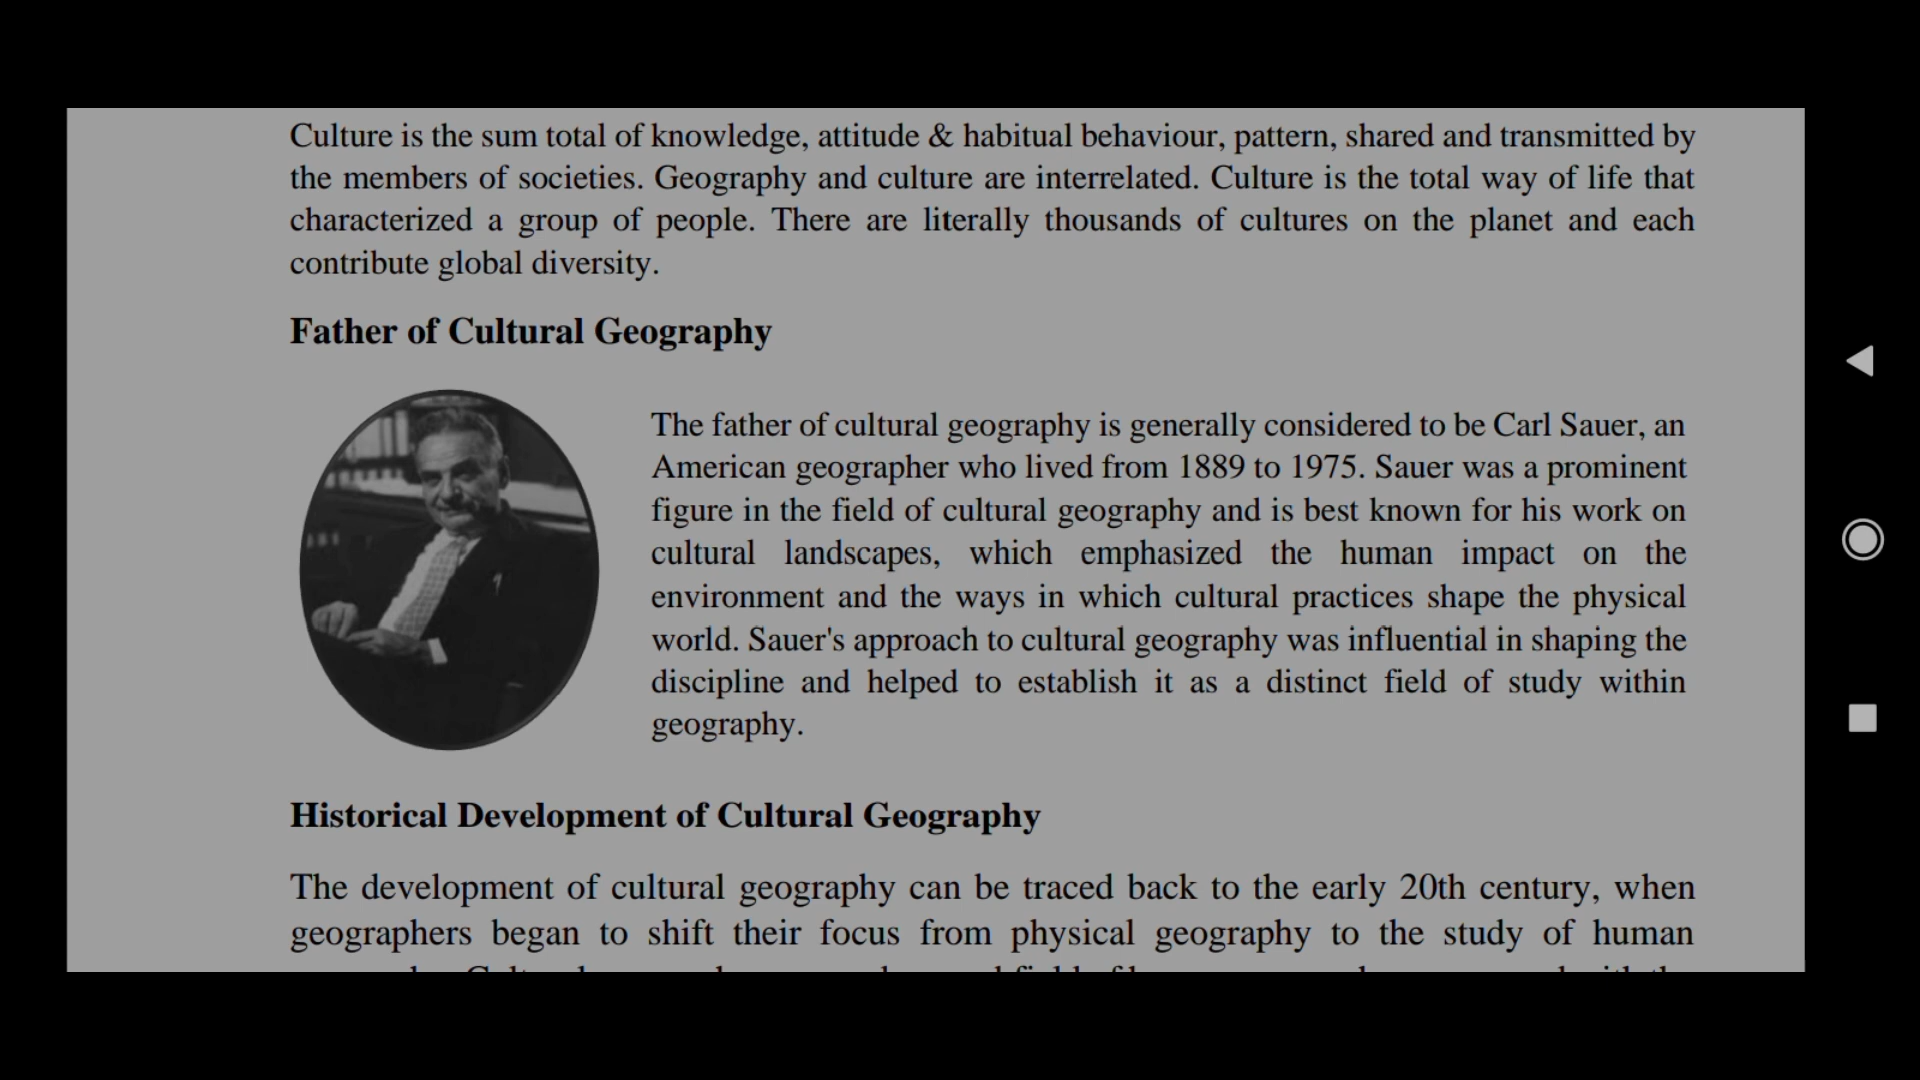 Culture is the sum total of knowledge, attitude & habitual behaviour, pattern, shared and transmitted by
the members of societies. Geography and culture are interrelated. Culture is the total way of life that
characterized a group of people. There are literally thousands of cultures on the planet and each
contribute global diversity.
Father of Cultural Geography
The father of cultural geography is generally considered to be Carl Sauer, an
American geographer who lived from 1889 to 1975. Sauer was a prominent
figure in the field of cultural geography and is best known for his work on
cultural landscapes, which emphasized the human impact on the
environment and the ways in which cultural practices shape the physical
world. Sauer's approach to cultural geography was influential in shaping the
discipline and helped to establish it as a distinct field of study within
geography.
Historical Development of Cultural Geography
The development of cultural geography can be traced back to the early 20th century, when
geographers began to shift their focus from physical geography to the study of human